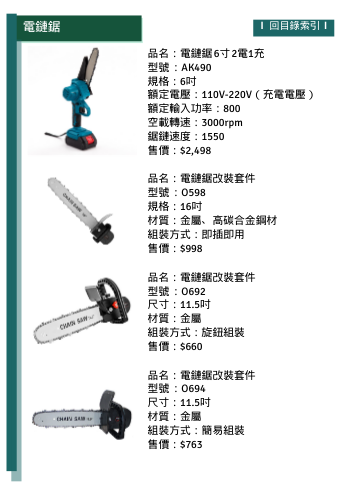 電鏈鋸
回目錄索引
品名：電鏈鋸6寸2電1充
型號：AK490
規格：6吋
額定電壓：110V-220V（充電電壓）
額定輸入功率：800
空載轉速：3000rpm
鋸鏈速度：1550
售價：$2,498
品名：電鏈鋸改裝套件
型號：O598
規格：16吋
材質：金屬、高碳合金鋼材
組裝方式：即插即用
售價：$998
品名：電鏈鋸改裝套件
型號：O692
尺寸：11.5吋
材質：金屬
組裝方式：旋鈕組裝
售價：$660
CHAIN SAW
品名：電鏈鋸改裝套件
型號：O694
尺寸：11.5吋
材質：金屬
組裝方式：簡易組裝
售價：$763
CHAIN SAW